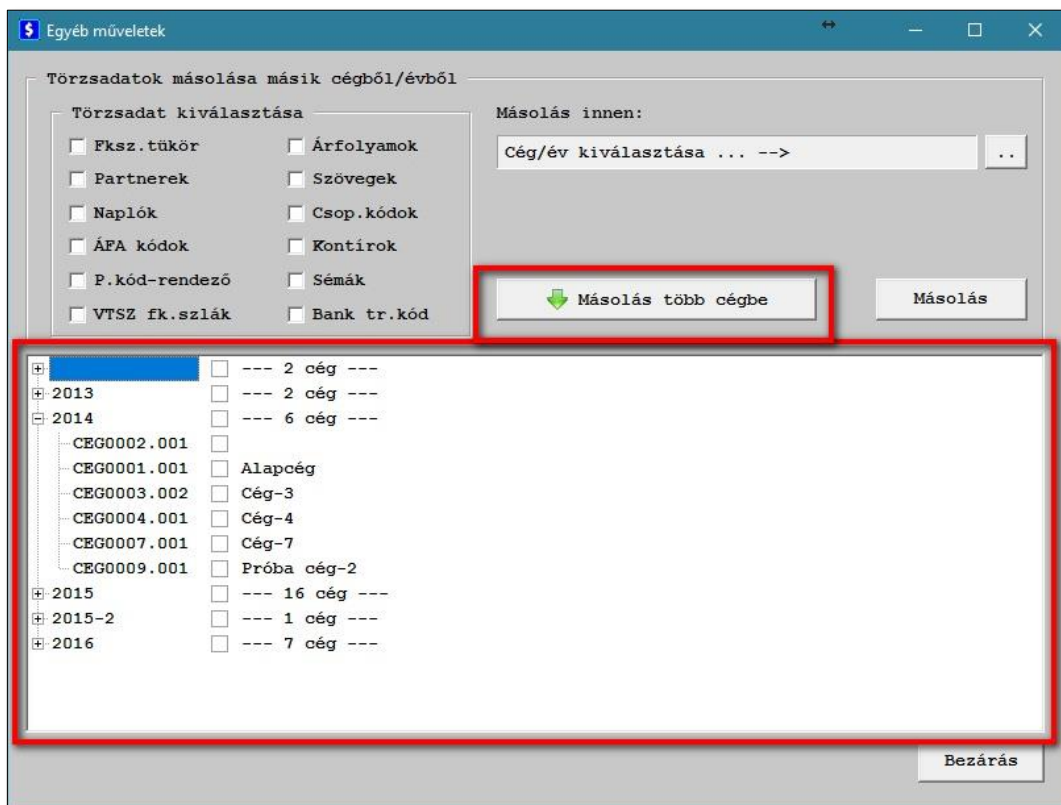 Egyéb műveletek
Törzsadatok másolása másik cégből/évből
Törzsadat kiválasztása
Másolás innen:
Fksz.tükör
Árfolyamok
Cég/év kiválasztása ... -->
..
Partnerek
Szövegek
Naplók
Csop.kódok
ÁFA kódok
Kontírok
P.kód-rendező
Sémák
Másolás több cégbe
Másolás
VTSZ fk.szlák
Bank tr.kód
--- 2 cég ---
2013 --- 2 cég ---
2014 --- 6 cég ---
CEG0002.001
CEG0001.001 Alapcég
CEG0003.002 Cég-3
CEG0004.001 Cég-4
CEG0007.001 Cég-7
CEG0009.001 Próba cég-2
2015 --- 16 cég ---
2015-2 --- 1 cég ---
2016 --- 7 cég ---
Bezárás